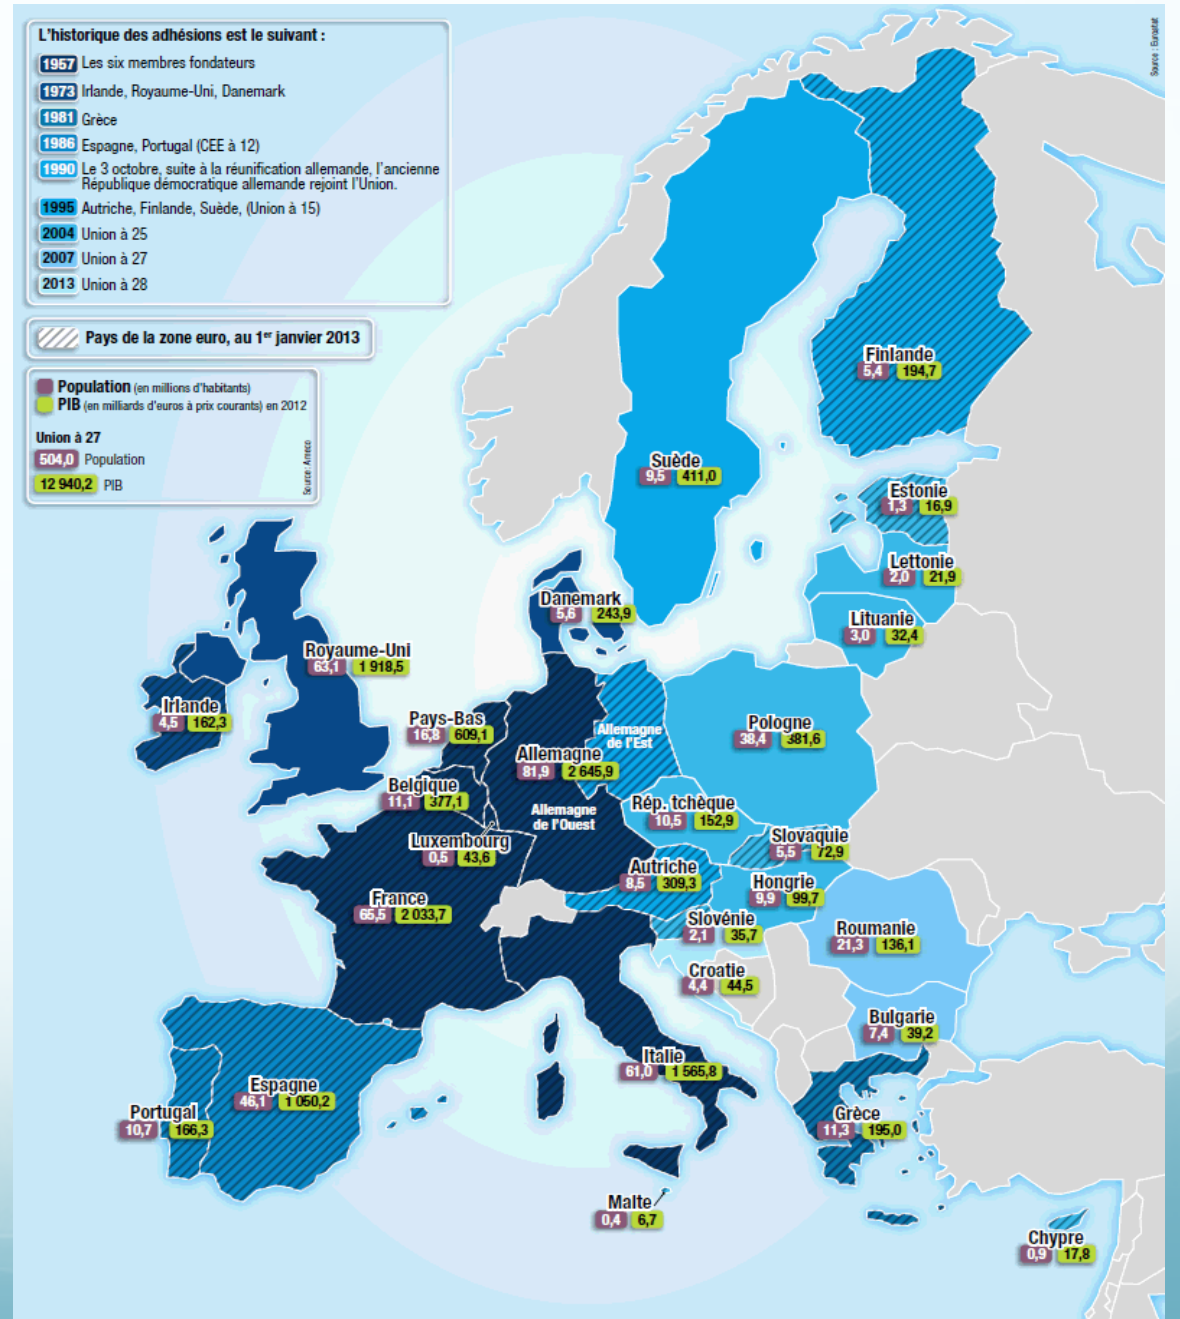 L'historique des adhésions est le suivant :
1957 Les six membres fondateurs
1973 Irlande, Royaume-Uni, Danemark
1981 Grèce
1986 Espagne, Portugal (CEE à 12)
1990 Le 3 octobre, suite à la réunification allemande, l'ancienne
République démocratique allemande rejoint l'Union.
1995 Autriche, Finlande, Suède, (Union à 15)
2004 Union à 25
2007 Union à 27
2013 Union à 28
Source : Eurostat
Pays de la zone euro, au 1er janvier 2013
Population (en millions d'habitants)
PIB (en milliards d'euros à prix courants) en 2012
Union à 27
504,0 Population
12 940,2 PIB
Source : Ameco
Finlande
5,4 194,7
Suède
9,5 411,0
Estonie
1,3 16,9
Lettonie
2,0 21,9
Danemark
5,6 243,9
Lituanie
3,0 32,4
Royaume-Uni
63,1 1 918,5
Irlande
4,5 162,3
Pays-Bas
16,8 609,1
Allemagne
de l'Est
Pologne
38,4 381,6
Allemagne
81,9 2 645,9
Belgique
11,1 377,1
Allemagne
de l'Ouest
Rép. tchèque
10,5 152,9
Luxembourg
0,5 43,6
Slovaquie
5,5 72,9
Autriche
8,5 309,3
Hongrie
9,9 99,7
France
65,5 2 033,7
Slovénie
2,1 35,7
Roumanie
21,3 136,1
Croatie
4,4 44,5
Bulgarie
7,4 39,2
Italie
61,0 1 565,8
Espagne
46,1 1 050,2
Portugal
10,7 166,3
Grèce
11,3 195,0
Malte
0,4 6,7
Chypre
0,9 17,8